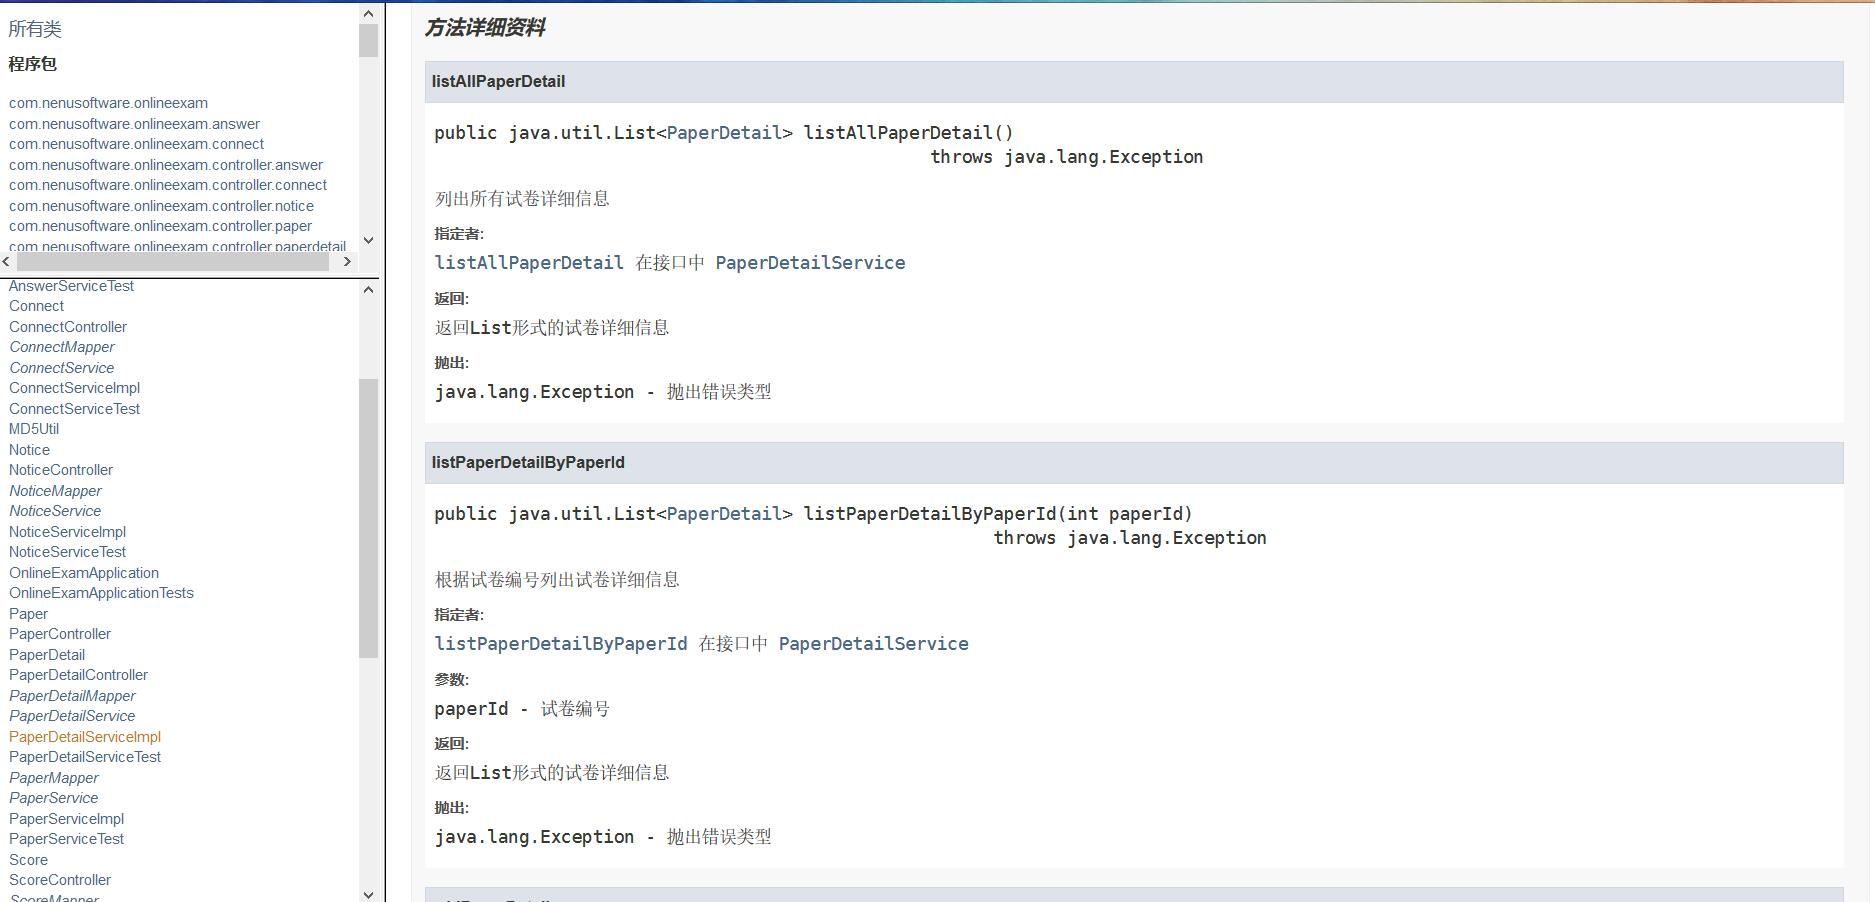 所有类
程序包
com.nenusoftware.onlineexam
com.nenusoftware.onlineexam.answer
com.nenusoftware.onlineexam.connect
com.nenusoftware.onlineexam.controller.answer
com.nenusoftware.onlineexam.controller.connect
com.nenusoftware.onlineexam.controller.notice
com.nenusoftware.onlineexam.controller.paper
com.nenusoftware.onlineexam.controller.paperdetail
AnswerServiceTest
Connect
ConnectController
ConnectMapper
ConnectService
ConnectServiceImpl
ConnectServiceTest
MD5Util
Notice
NoticeController
NoticeMapper
NoticeService
NoticeServiceImpl
NoticeServiceTest
OnlineExamApplication
OnlineExamApplicationTests
Paper
PaperController
PaperDetail
PaperDetailController
PaperDetailMapper
PaperDetailService
PaperDetailServiceImpl
PaperDetailServiceTest
PaperMapper
PaperService
PaperServiceImpl
PaperServiceTest
Score
ScoreController
ScoreMapper
方法详细资料
listAllPaperDetail
public java.util.List<PaperDetail> listAllPaperDetail()
throws java.lang.Exception
列出所有试卷详细信息
指定者:
listAllPaperDetail 在接口中 PaperDetailService
返回:
返回List形式的试卷详细信息
抛出:
java.lang.Exception - 抛出错误类型
listPaperDetailByPaperId
public java.util.List<PaperDetail> listPaperDetailByPaperId(int paperId)
throws java.lang.Exception
根据试卷编号列出试卷详细信息
指定者:
listPaperDetailByPaperId 在接口中 PaperDetailService
参数:
paperId - 试卷编号
返回:
返回List形式的试卷详细信息
抛出:
java.lang.Exception - 抛出错误类型